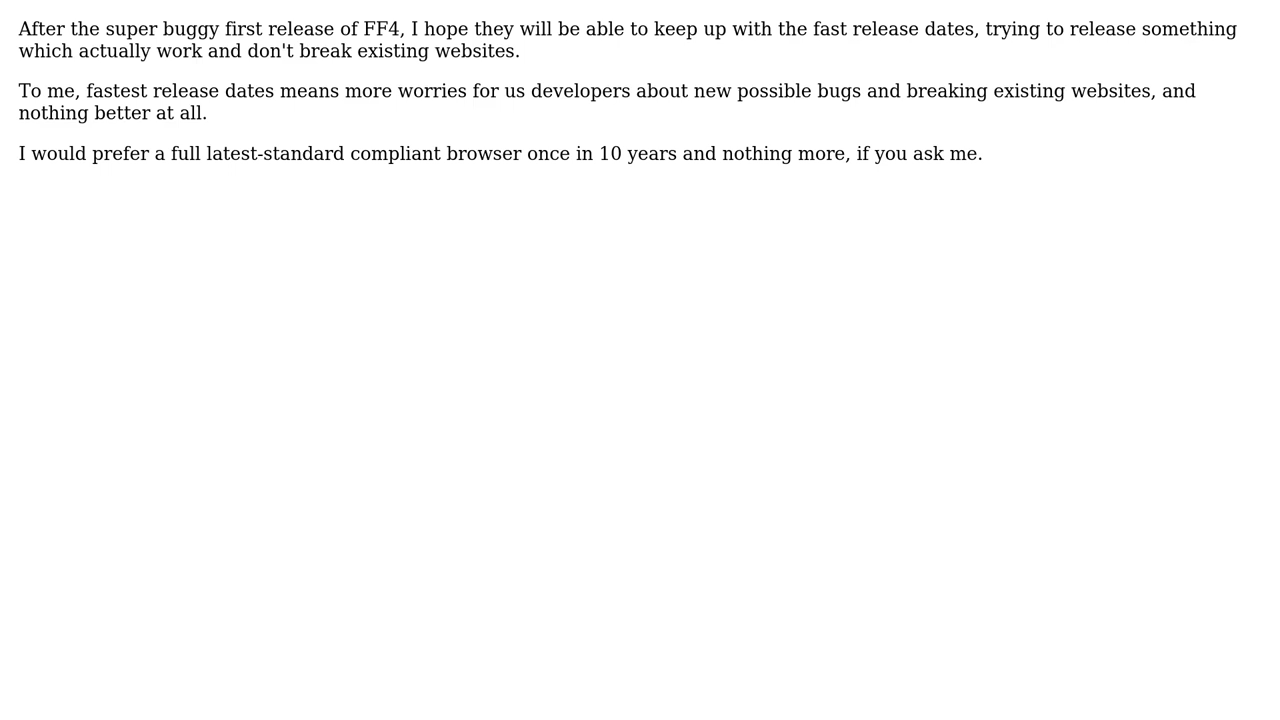 After the super buggy first release of FF4, I hope they will be able to keep up with the fast release dates, trying to release something
which actually work and don't break existing websites.
To me, fastest release dates means more worries for us developers about new possible bugs and breaking existing websites, and
nothing better at all.
I would prefer a full latest-standard compliant browser once in 10 years and nothing more, if you ask me.